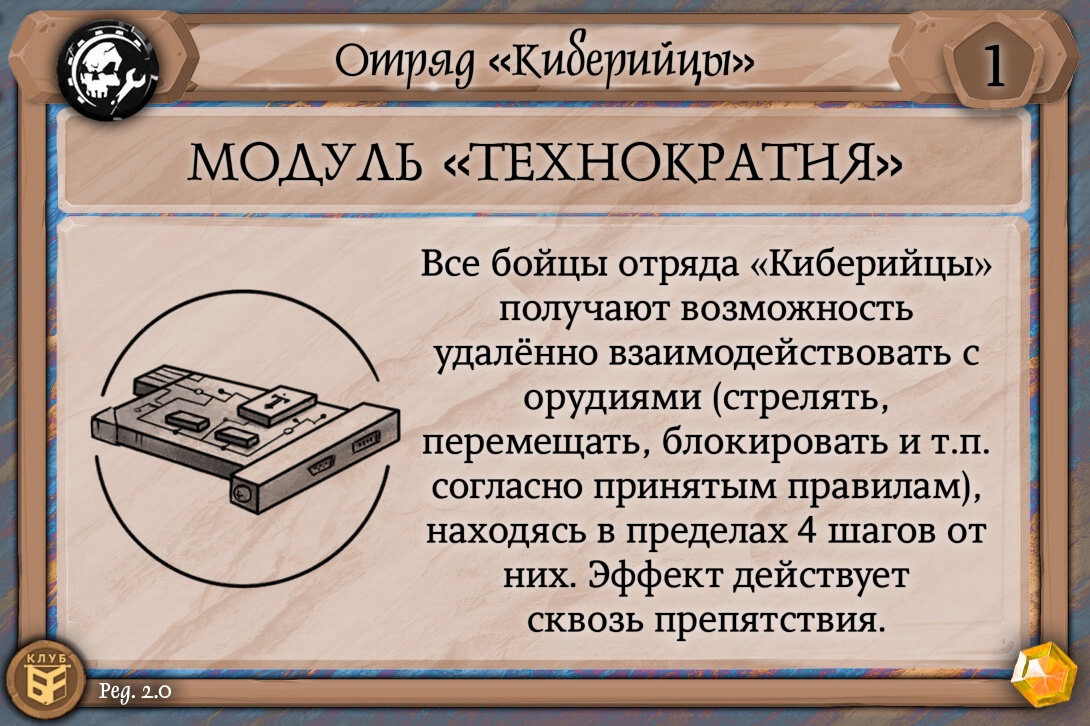 Отряд «Киберийцы»
1
МОДУЛЬ «ТЕХНОКРАТИЯ»
Все бойцы отряда «Киберийцы»
получают возможность
удалённо взаимодействовать с
орудиями (стрелять,
перемещать, блокировать и т.п.
согласно принятым правилам),
находясь в пределах 4 шагов от
них. Эффект действует
сквозь препятствия.
T
КЛУБ
Ред. 2.0